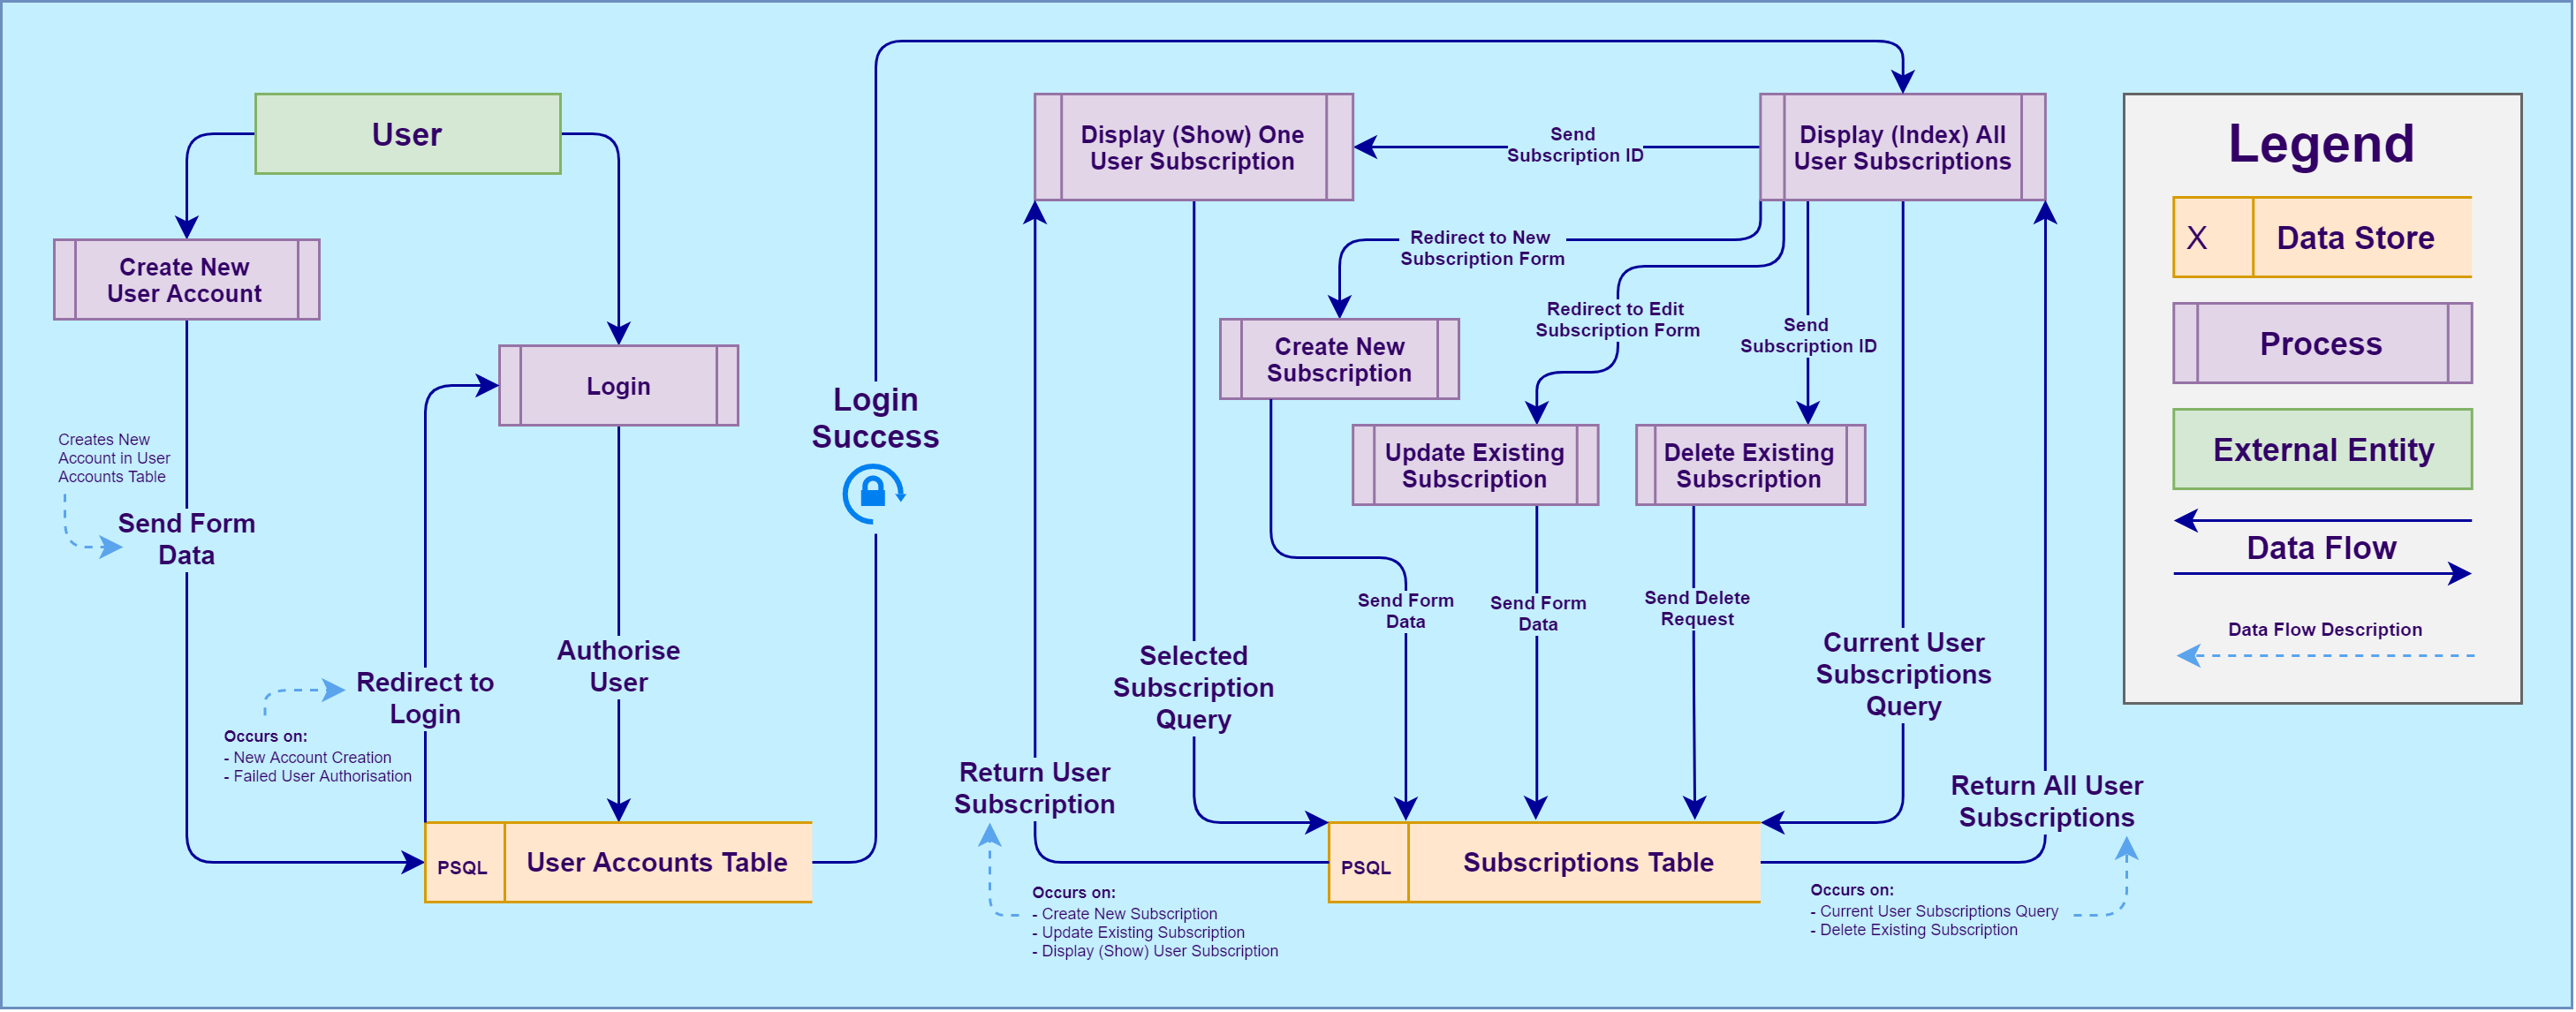 User
Create New
User Account
Login
Creates New
Account in User
Accounts Table
Send Form
Data
Redirect to
Login
Occurs on:
- New Account Creation
- Failed User Authorisation
Authorise
User
PSQL
User Accounts Table
Login
Success
Display (Show) One
User Subscription
Send
Subscription ID
Display (Index) All
User Subscriptions
Redirect to New
Subscription Form
Redirect to Edit
Subscription Form
Send
Subscription ID
Create New
Subscription
Update Existing
Subscription
Delete Existing
Subscription
Send Form
Data
Send Form
Data
Send Delete
Request
Selected
Subscription
Query
Current User
Subscriptions
Query
Return User
Subscription
Return All User
Subscriptions
PSQL
Subscriptions Table
Occurs on:
- Create New Subscription
- Update Existing Subscription
- Display (Show) User Subscription
Occurs on:
- Current User Subscriptions Query
- Delete Existing Subscription
Legend
X
Data Store
Process
External Entity
Data Flow
Data Flow Description